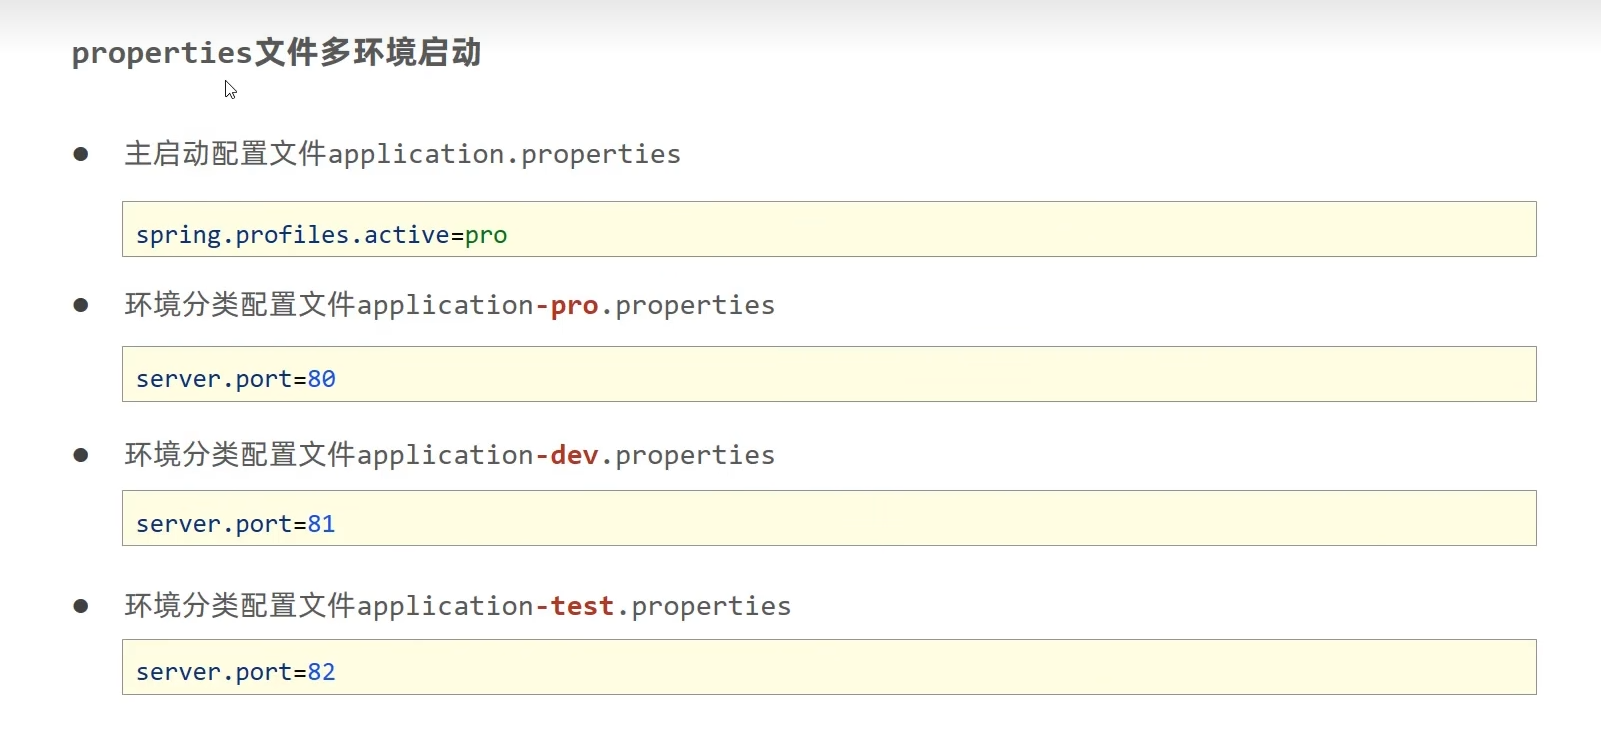 properties文件多环境启动
● 主启动配置文件application.properties
spring.profiles.active=pro
● 环境分类配置文件application-pro.properties
server.port=80
● 环境分类配置文件application-dev.properties
server.port=81
● 环境分类配置文件application-test.properties
server.port=82